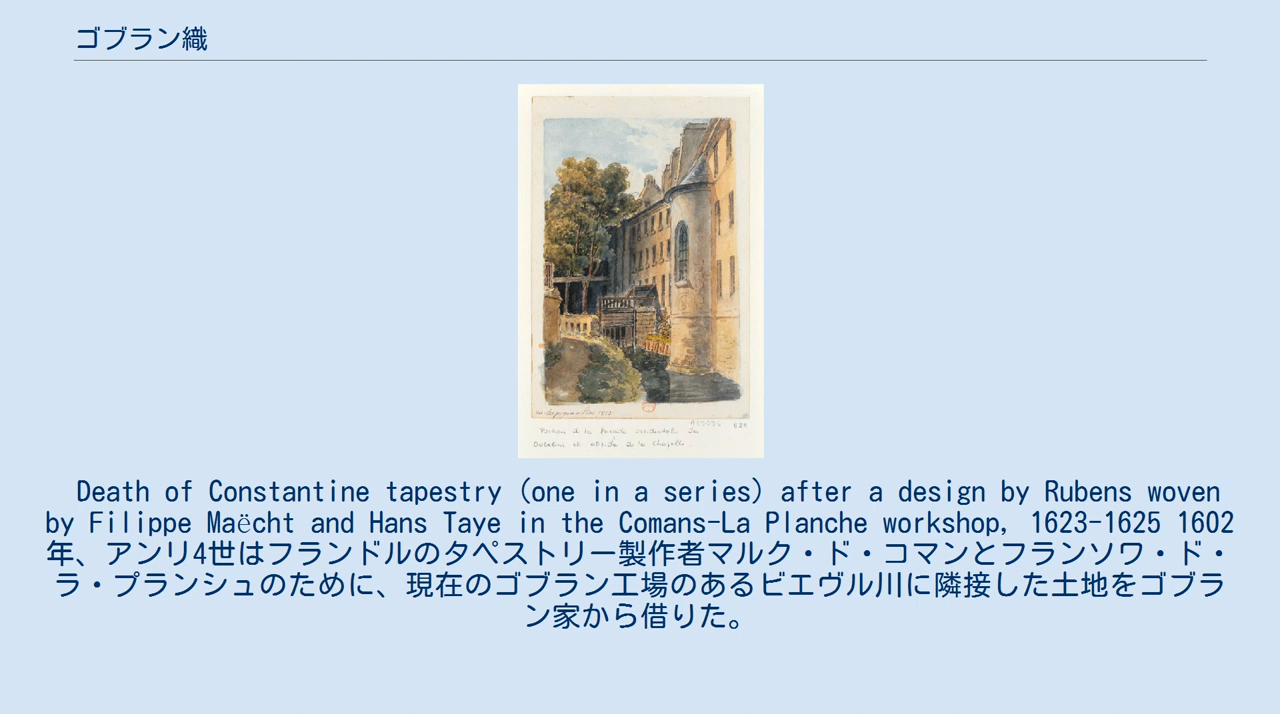 ゴブラン織
Death of Constantine tapestry (one in a series) after a design by Rubens woven
by Filippe Maëcht and Hans Taye in the Comans-La Planche workshop, 1623-1625 1602
年、アンリ4世はフランドルのタペストリー製作者マルク・ド・コマンとフランソワ・ド・
ラ・プランシュのために、現在のゴブラン工場のあるビエヴル川に隣接した土地をゴブラ
ン家から借りた。